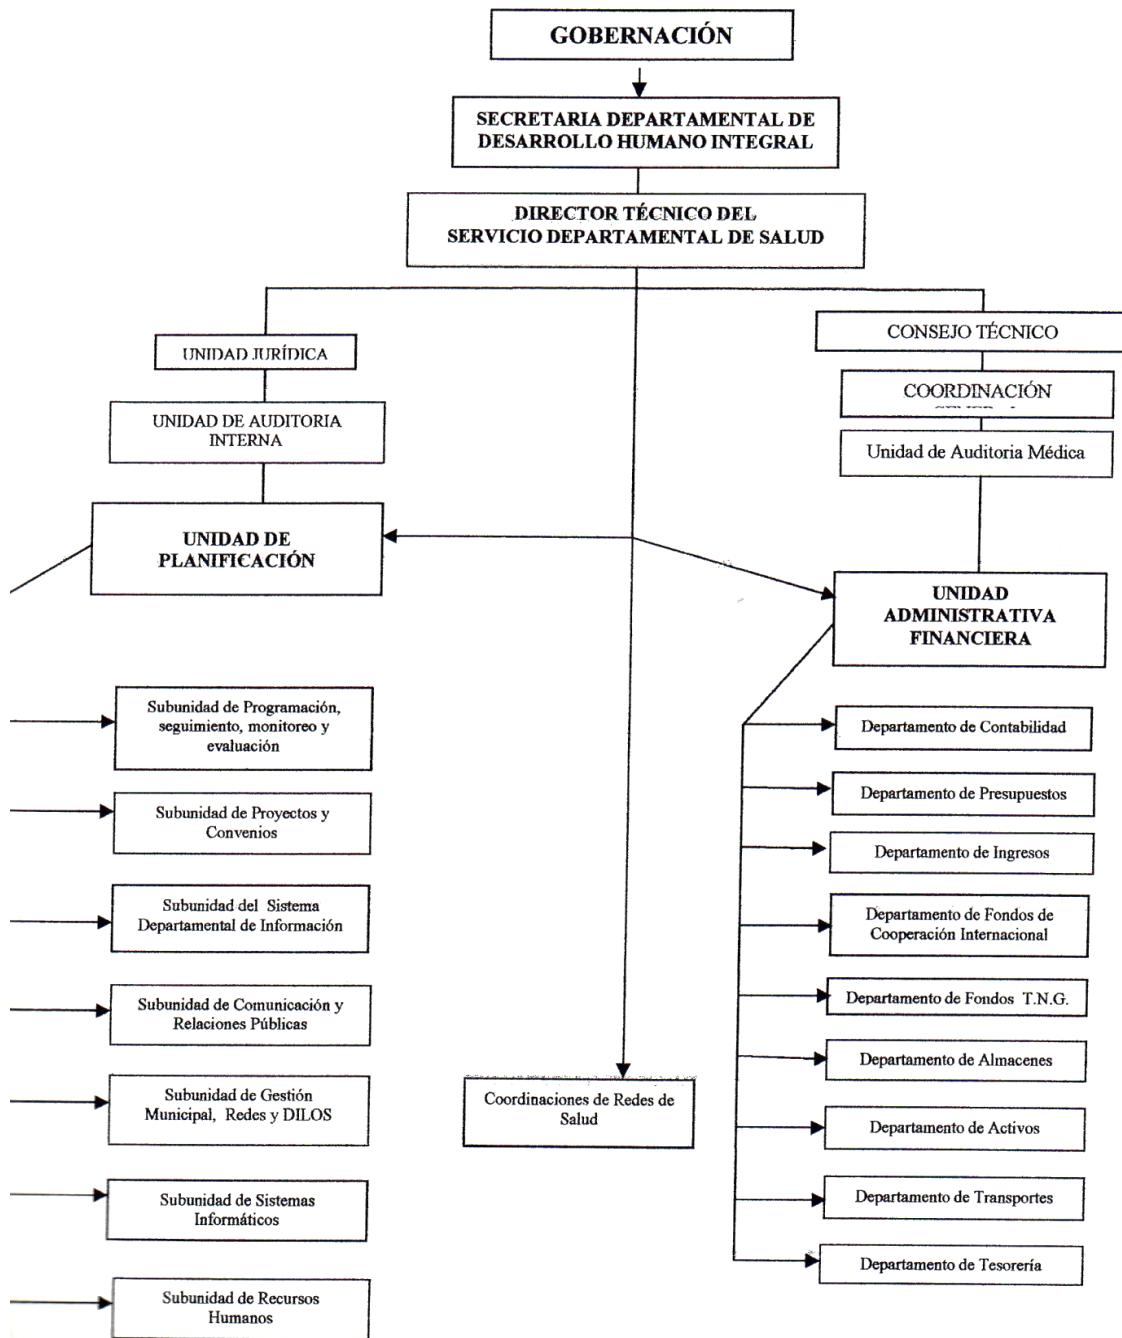 GOBERNACIÓN
SECRETARIA DEPARTAMENTAL DE
DESARROLLO HUMANO INTEGRAL
DIRECTOR TÉCNICO DEL
SERVICIO DEPARTAMENTAL DE SALUD
UNIDAD JURÍDICA
UNIDAD DE AUDITORIA
INTERNA
UNIDAD DE
PLANIFICACIÓN
CONSEJO TÉCNICO
COORDINACIÓN
Unidad de Auditoria Médica
UNIDAD
ADMINISTRATIVA
FINANCIERA
Subunidad de Programación,
seguimiento, monitoreo y
evaluación
Subunidad de Proyectos y
Convenios
Subunidad del Sistema
Departamental de Información
Subunidad de Comunicación y
Relaciones Públicas
Subunidad de Gestión
Municipal, Redes y DILOS
Subunidad de Sistemas
Informáticos
Subunidad de Recursos
Humanos
Coordinaciones de Redes de
Salud
Departamento de Contabilidad
Departamento de Presupuestos
Departamento de Ingresos
Departamento de Fondos de
Cooperación Internacional
Departamento de Fondos T.N.G.
Departamento de Almacenes
Departamento de Activos
Departamento de Transportes
Departamento de Tesorería